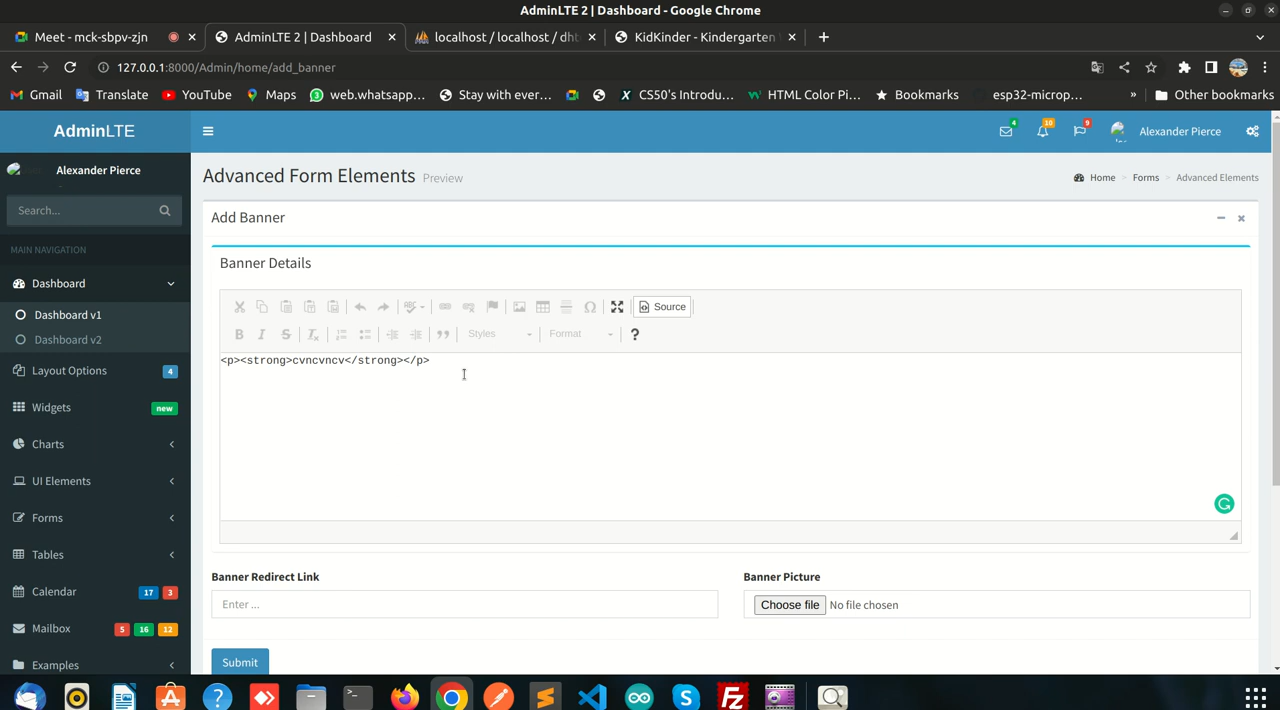 AdminLTE 2 | Dashboard - Google Chrome
Meet - mck-sbpv-zjn
AdminLTE 2 | Dashboard
localhost / localhost / dhb
KidKinder - Kindergarten
127.0.0.1:8000/Admin/home/add_banner
Gmail
Translate
YouTube
Maps
web.whatsapp...
Stay with ever...
CS50's Introdu...
HTML Color Pi...
Bookmarks
esp32-microp...
»
Other bookmarks
AdminLTE
4
10
9
Alexander Pierce
Alexander Pierce
Advanced Form Elements Preview
Home > Forms > Advanced Elements
Search...
Add Banner
MAIN NAVIGATION
Banner Details
Dashboard
Source
Dashboard v1
Styles
Format
?
Dashboard v2
<p><strong>cvncvncv</strong></p>
Layout Options 4
Widgets new
Charts
UI Elements
Forms
Tables
Banner Redirect Link
Banner Picture
Calendar 17 3
Enter ...
Choose file No file chosen
Mailbox 5 16 12
Examples
Submit